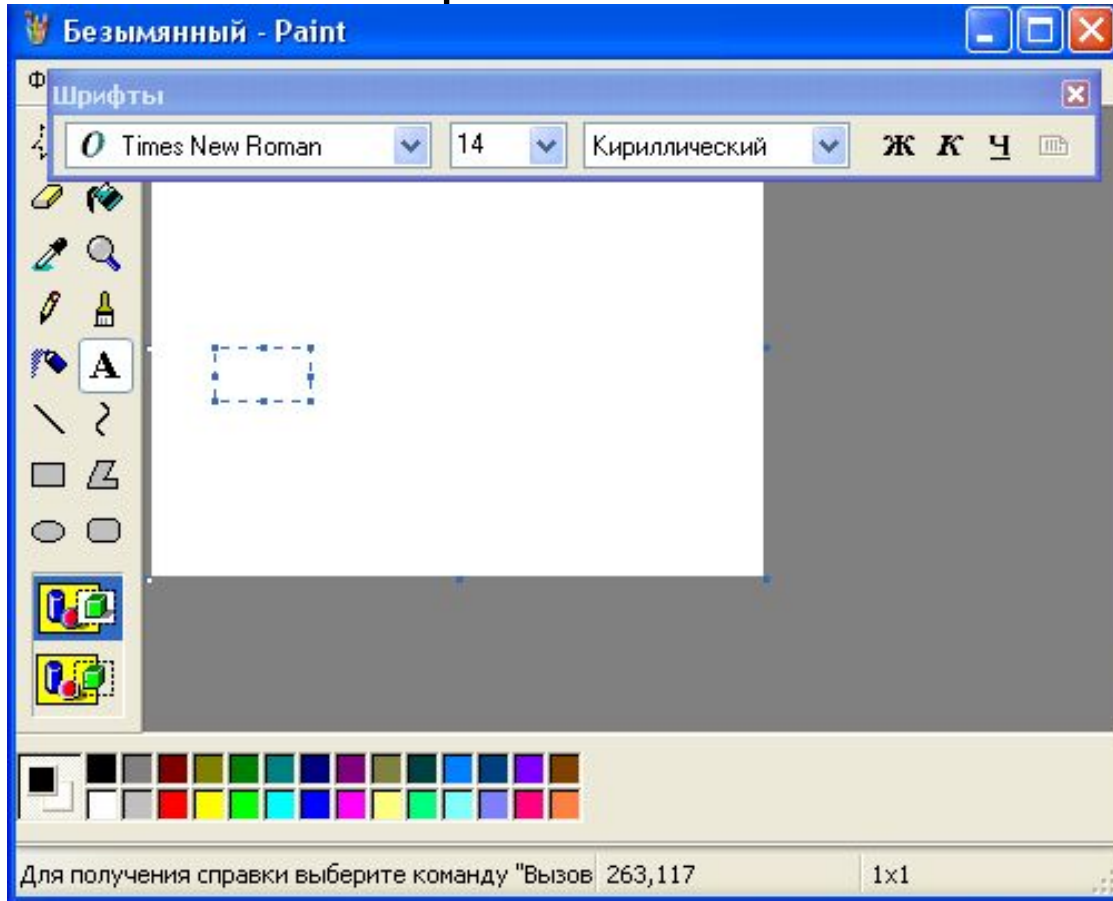 Безымянный - Paint
Ф
Шрифты
Times New Roman 14 Кириллический Ж К Ч
A
Для получения справки выберите команду "Вызов 263,117 1x1